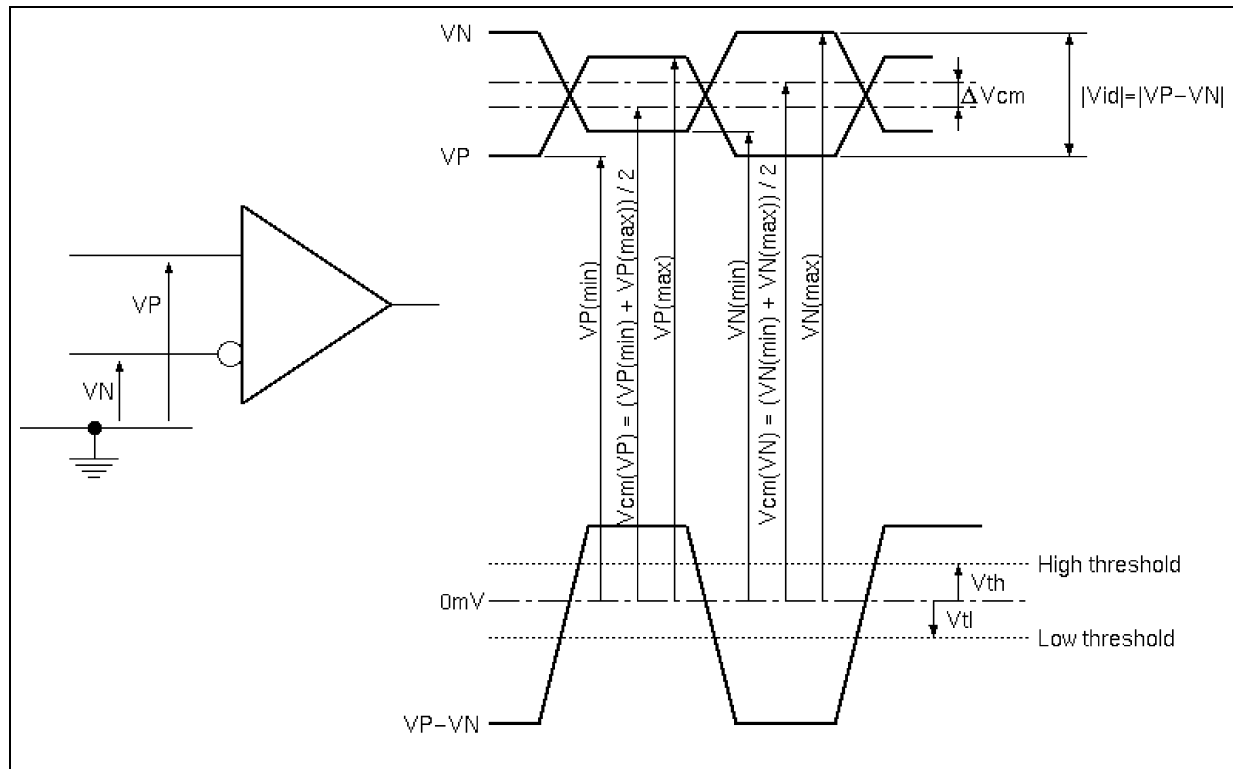 VN
VP
ΔVcm
|Vid|=|VP−VN|
VP
VN
VP(min)
Vcm(VP) = (VP(min) + VP(max)) / 2
VP(max)
VN(min)
Vcm(VN) = (VN(min) + VN(max)) / 2
VN(max)
High threshold
Vth
0mV
Vtl
Low threshold
VP−VN